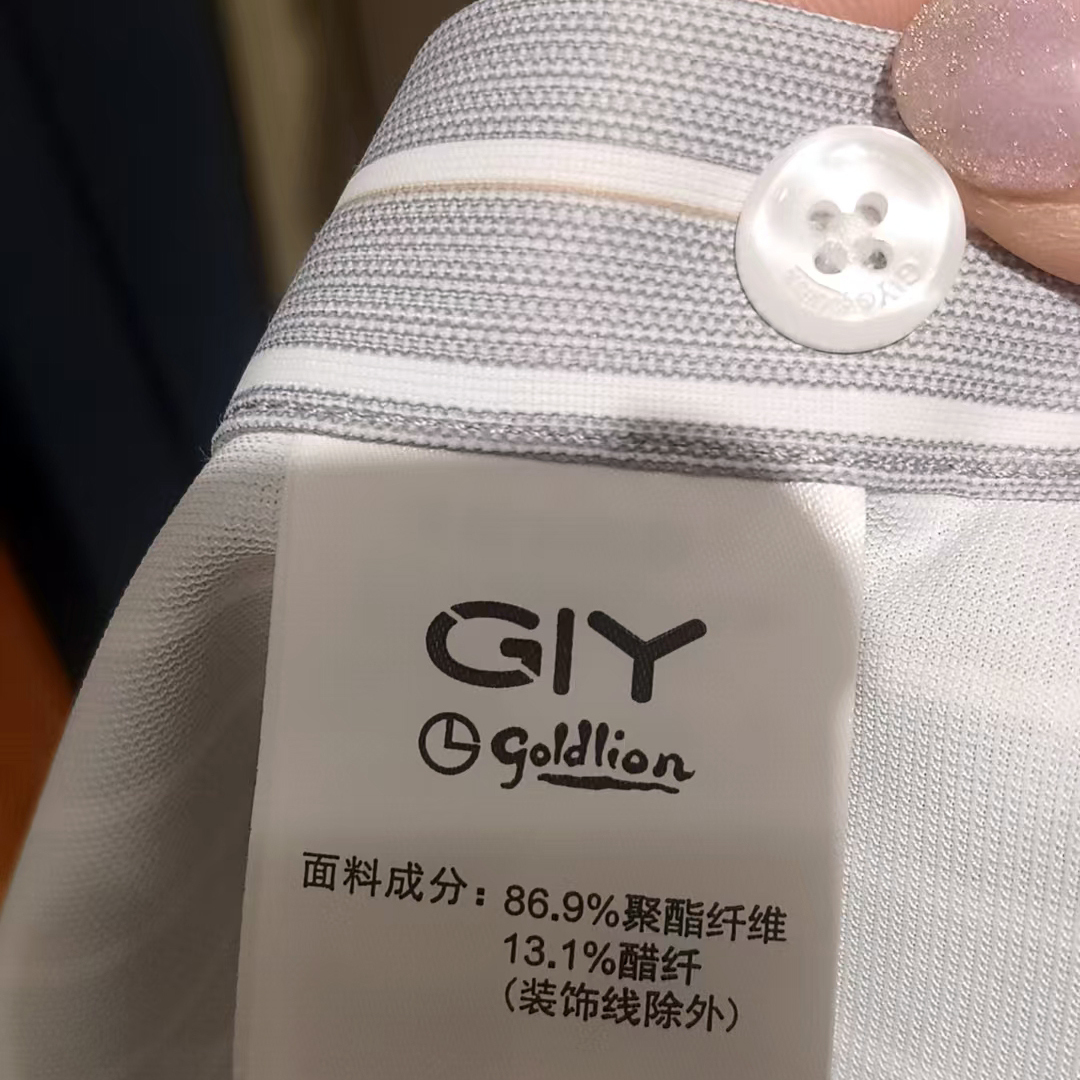 GIY
Goldlion
面料成分：86.9%聚酯纤维
13.1%醋纤
(装饰线除外)